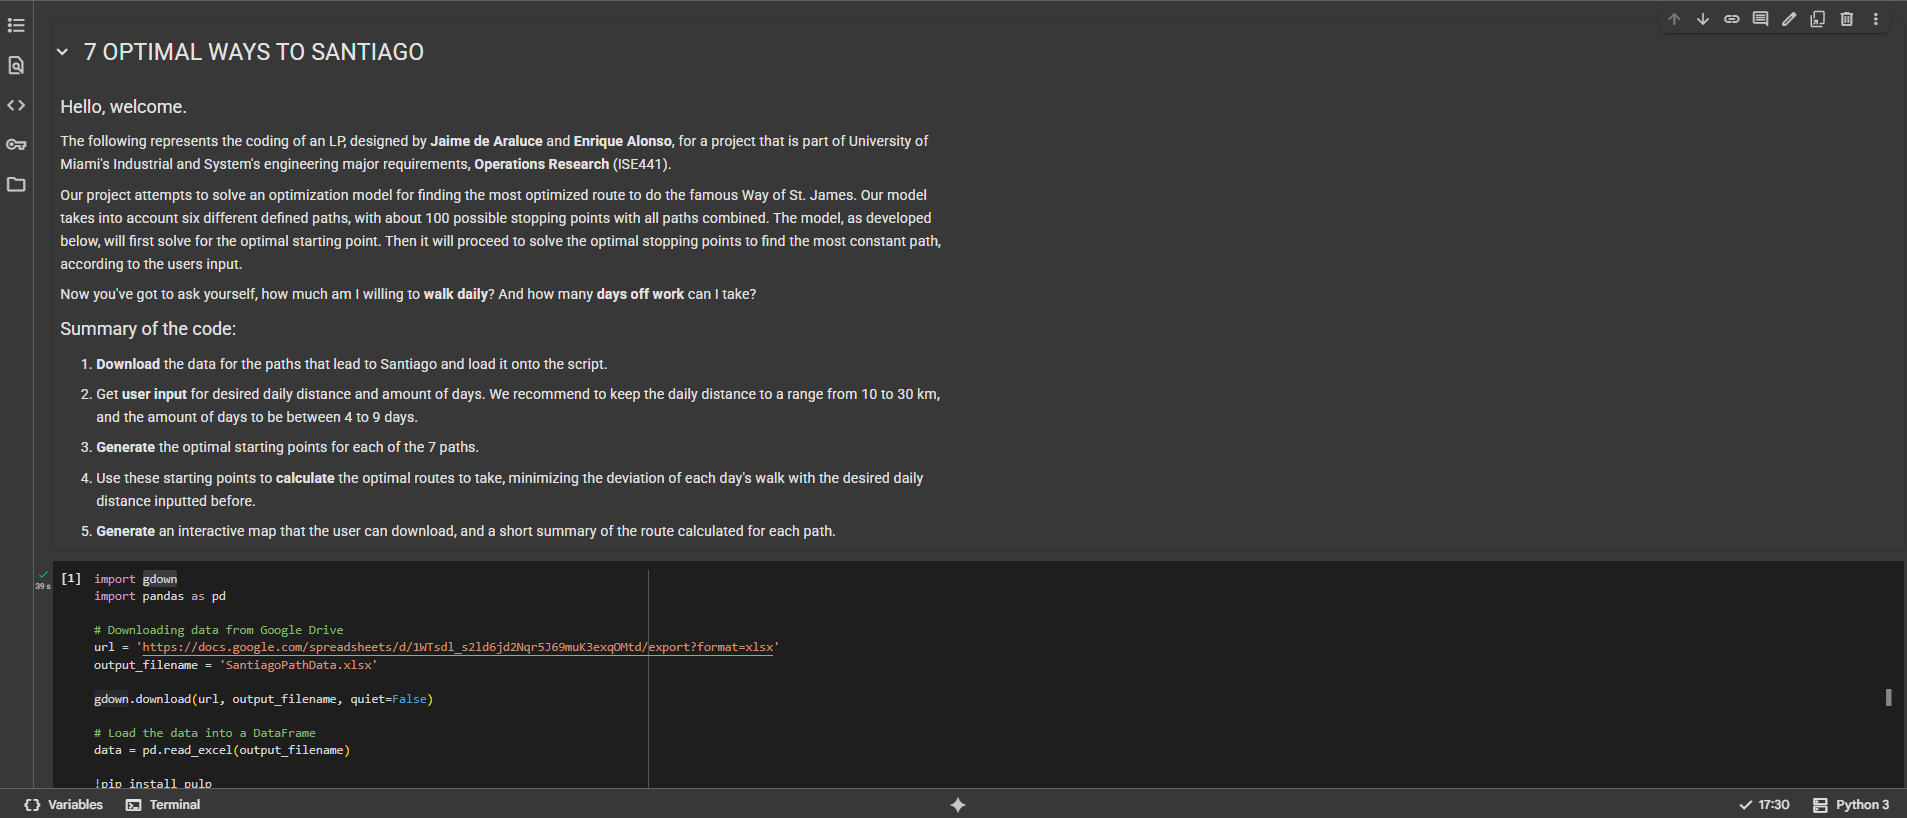 7 OPTIMAL WAYS TO SANTIAGO
Hello, welcome.
The following represents the coding of an LP, designed by Jaime de Araluce and Enrique Alonso, for a project that is part of University of
Miami's Industrial and System's engineering major requirements, Operations Research (ISE441).
Our project attempts to solve an optimization model for finding the most optimized route to do the famous Way of St. James. Our model
takes into account six different defined paths, with about 100 possible stopping points with all paths combined. The model, as developed
below, will first solve for the optimal starting point. Then it will proceed to solve the optimal stopping points to find the most constant path,
according to the users input.
Now you've got to ask yourself, how much am I willing to walk daily? And how many days off work can I take?
Summary of the code:
1. Download the data for the paths that lead to Santiago and load it onto the script.
2. Get user input for desired daily distance and amount of days. We recommend to keep the daily distance to a range from 10 to 30 km,
and the amount of days to be between 4 to 9 days.
3. Generate the optimal starting points for each of the 7 paths.
4. Use these starting points to calculate the optimal routes to take, minimizing the deviation of each day's walk with the desired daily
distance inputted before.
5. Generate an interactive map that the user can download, and a short summary of the route calculated for each path.
39 s
[1] import gdown
import pandas as pd
# Downloading data from Google Drive
url = 'https://docs.google.com/spreadsheets/d/1WTsdl_s2ld6jd2Nqr5J69muK3exqOMtd/export?format=xlsx'
output_filename = 'SantiagoPathData.xlsx'
gdown.download(url, output_filename, quiet=False)
# Load the data into a DataFrame
data = pd.read_excel(output_filename)
!pip install pulp
Variables Terminal 17:30 Python 3